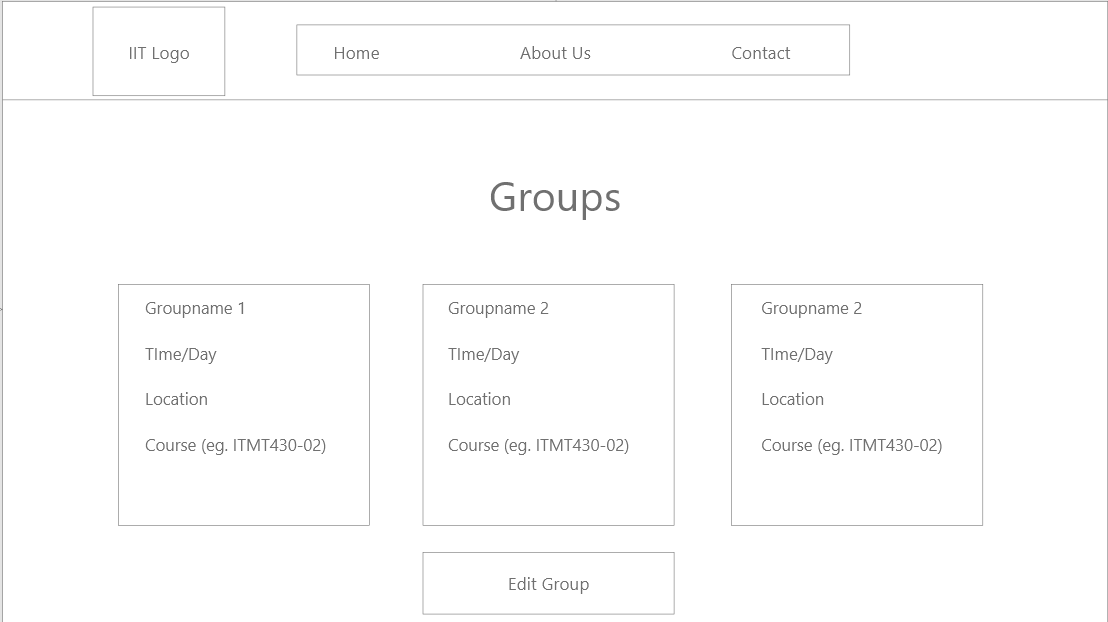 IIT Logo
Home
About Us
Contact
Groups
Groupname 1
TIme/Day
Location
Course (eg. ITMT430-02)
Groupname 2
TIme/Day
Location
Course (eg. ITMT430-02)
Groupname 2
TIme/Day
Location
Course (eg. ITMT430-02)
Edit Group